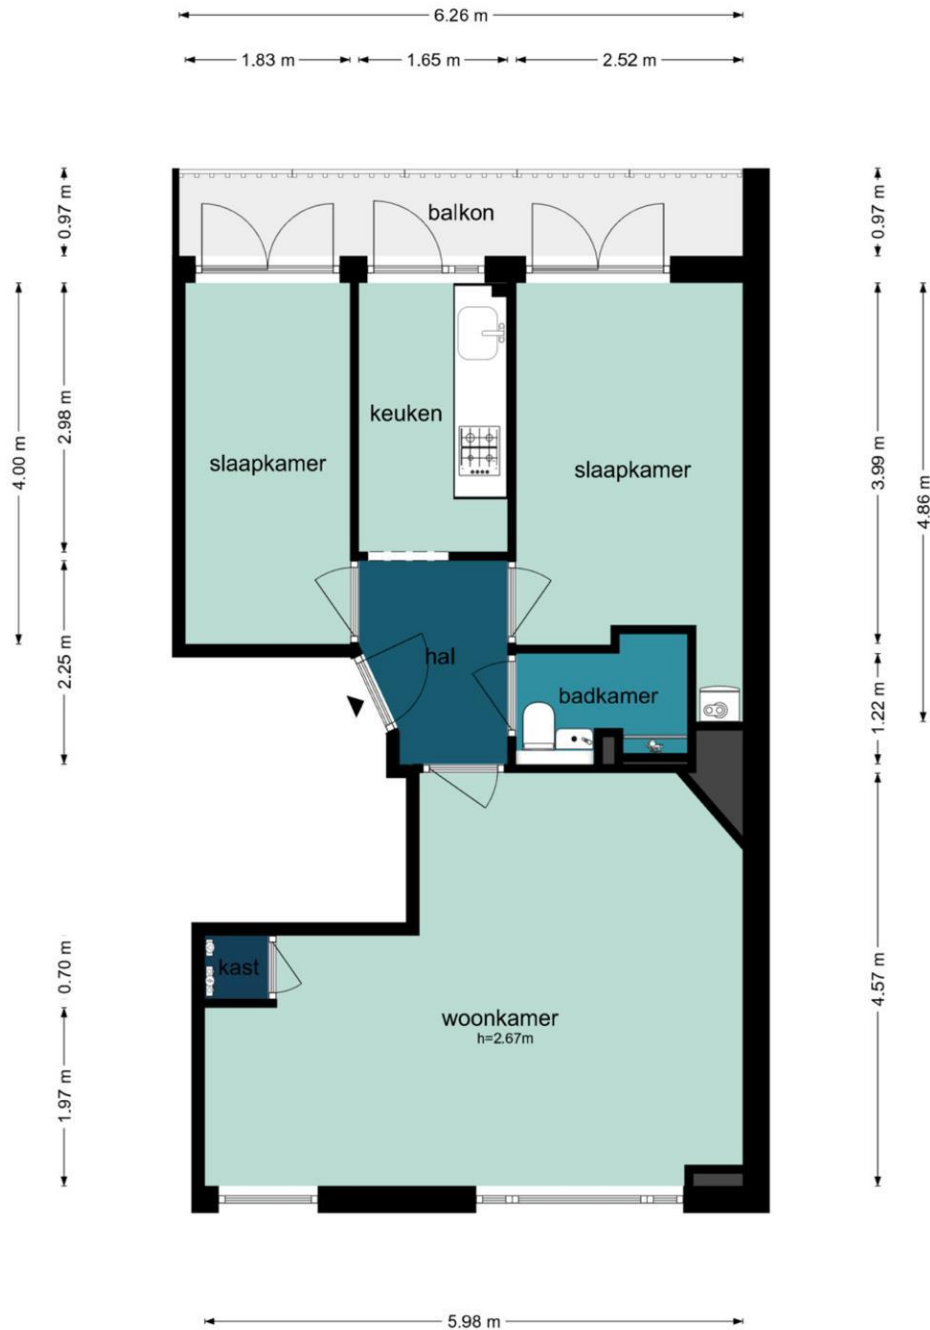 6.26 m
1.83 m
1.65 m
2.52 m
0.97 m
balkon
0.97 m
4.00 m
2.98 m
keuken
slaapkamer
slaapkamer
3.99 m
4.86 m
2.25 m
hal
badkamer
1.22 m
0.70 m
kast
4.57 m
woonkamer
h=2.67m
1.97 m
5.98 m